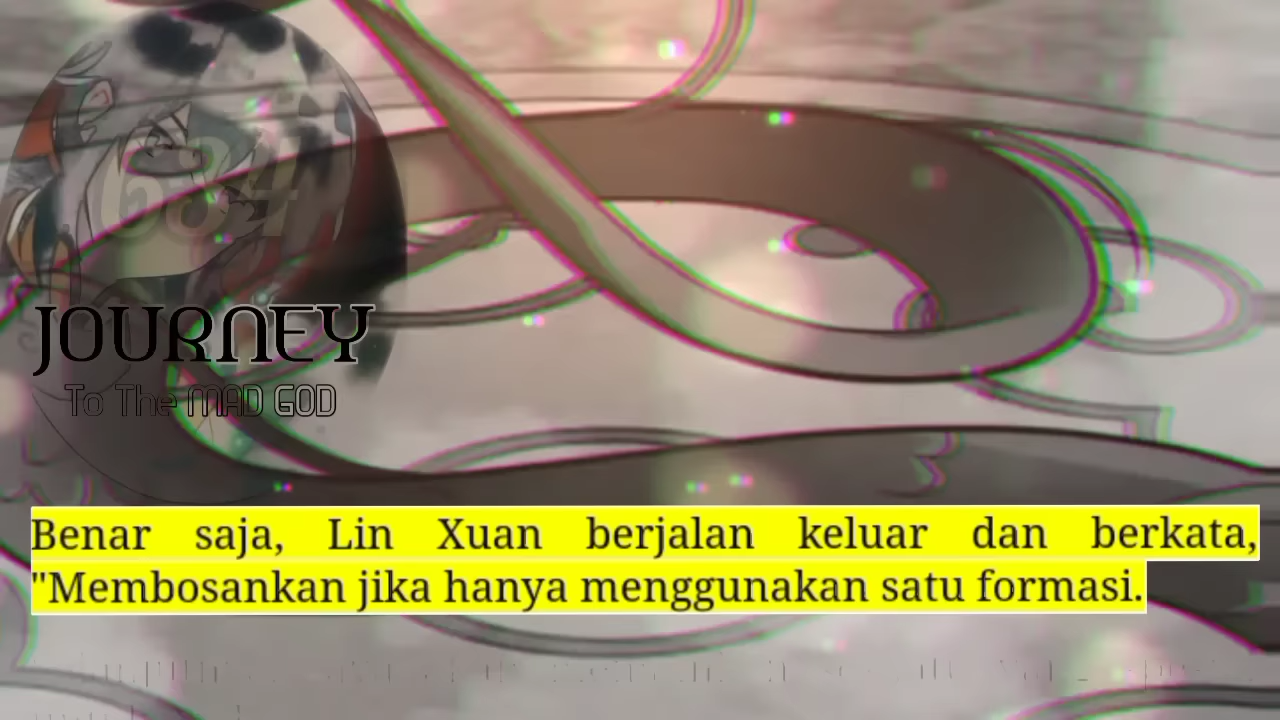 634
JOURNEY
To The MAD GOD
Benar saja, Lin Xuan berjalan keluar dan berkata,
"Membosankan jika hanya menggunakan satu formasi.